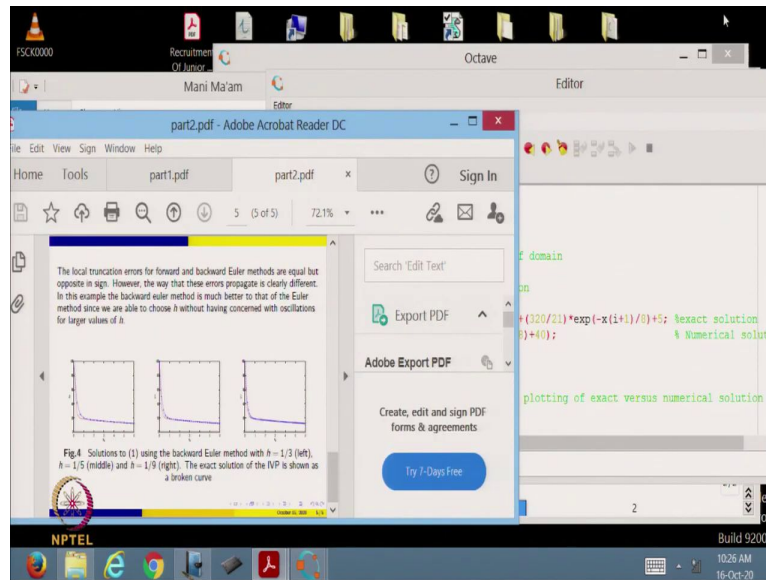 FSCK0000
Recruitmen
Of Junior ...
Octave
Mani Ma'am
Editor
Editor
part2.pdf - Adobe Acrobat Reader DC
ile Edit View Sign Window Help
Home Tools part1.pdf part2.pdf × Sign In
5 (5 of 5) 72.1%
The local truncation errors for forward and backward Euler methods are equal but
opposite in sign. However, the way that these errors propagate is clearly different.
In this example the backward euler method is much better to that of the Euler
method since we are able to choose h without having concerned with oscillations
for larger values of h.
Fig.4 Solutions to (1) using the backward Euler method with h = 1/3 (left),
h = 1/5 (middle) and h = 1/9 (right). The exact solution of the IVP is shown as
a broken curve
October 15, 2020 5/5
Search 'Edit Text'
Export PDF
Adobe Export PDF
Create, edit and sign PDF
forms & agreements
Try 7-Days Free
f domain
on
+(320/21)*exp(-x(i+1)/8)+5; %exact solution
8)+40); % Numerical solut
plotting of exact versus numerical solution
2
NPTEL
Build 9200
10:26 AM
16-Oct-20